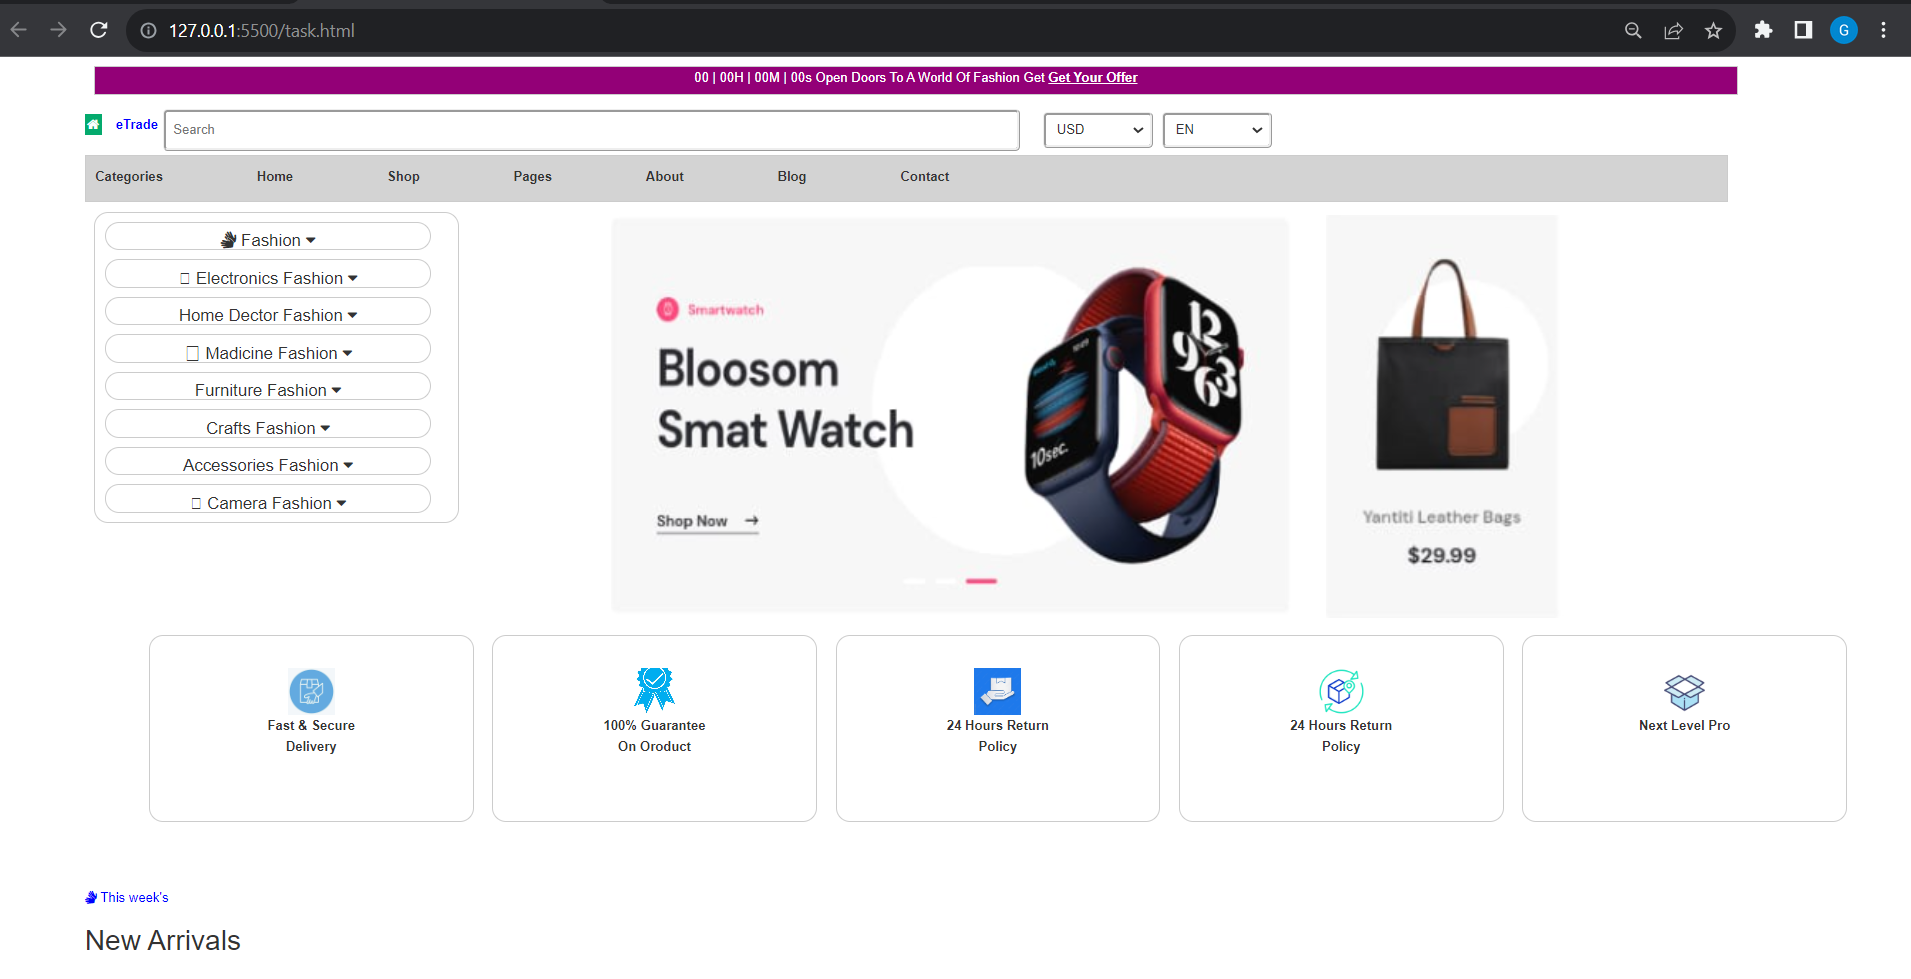 127.0.0.1:5500/task.html
G
00 | 00H | 00M | 00s Open Doors To A World Of Fashion Get Get Your Offer
eTrade Search USD EN
Categories Home Shop Pages About Blog Contact
Fashion
Electronics Fashion
Home Dector Fashion
Madicine Fashion
Furniture Fashion
Crafts Fashion
Accessories Fashion
Camera Fashion
Smartwatch
Bloosom
Smat Watch
Shop Now
10sec.
12
9 3
6
Yantiti Leather Bags
$29.99
Fast & Secure
Delivery
100% Guarantee
On Oroduct
24 Hours Return
Policy
24 Hours Return
Policy
Next Level Pro
This week's
New Arrivals